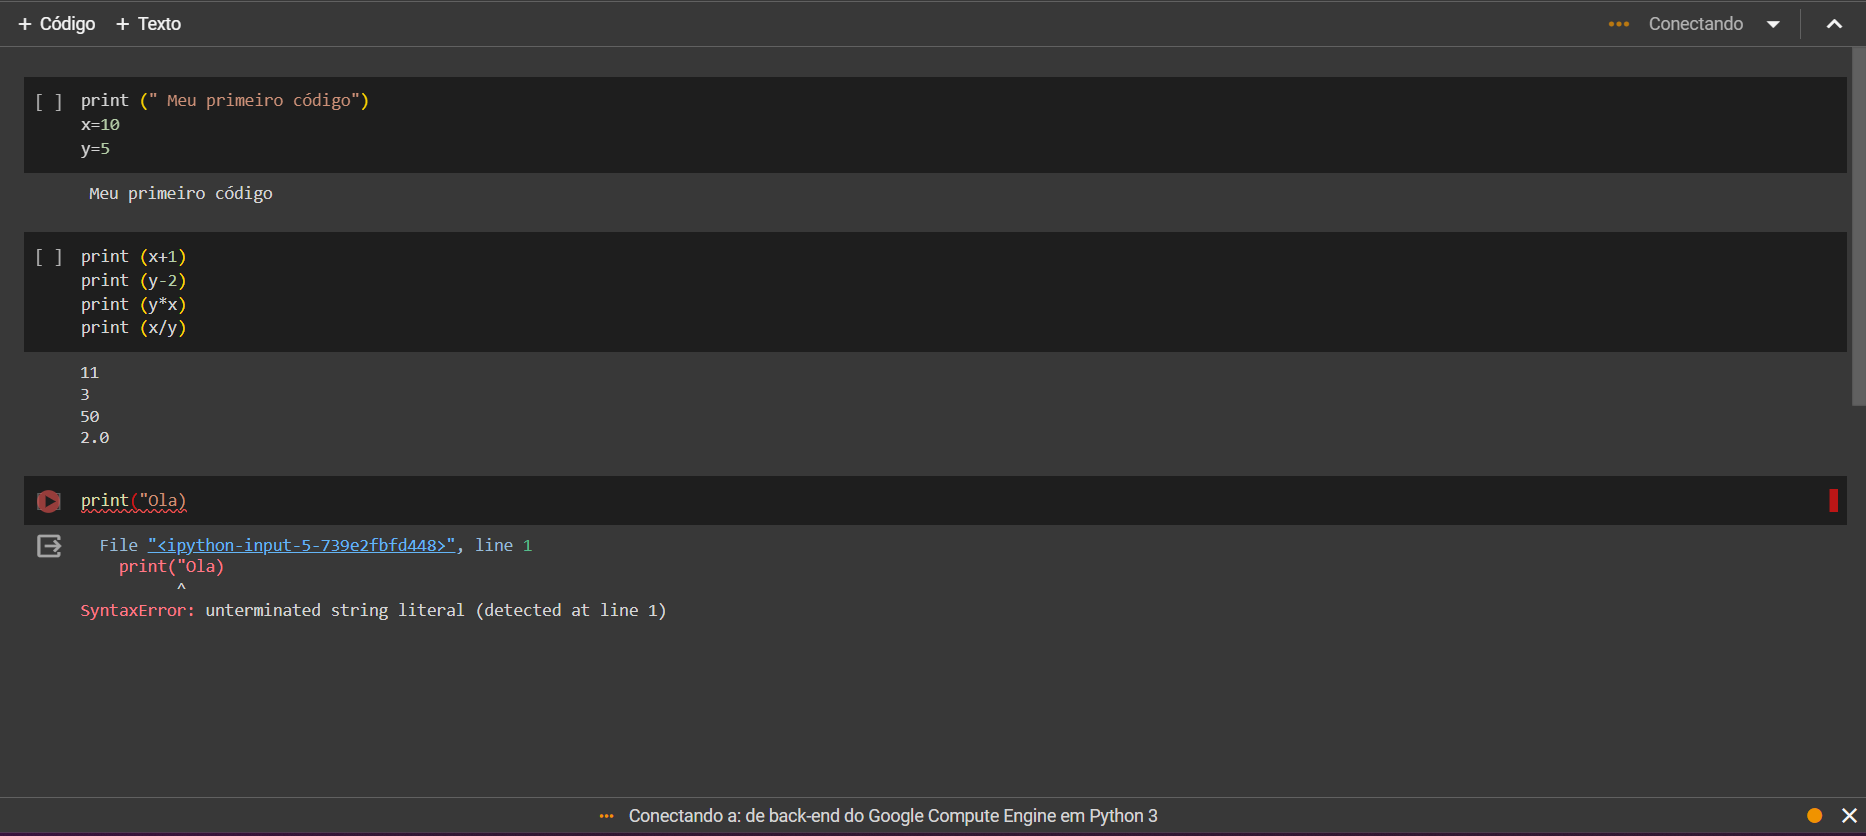 + Código + Texto
Conectando
[ ] print (" Meu primeiro código")
x=10
y=5
Meu primeiro código
[ ] print (x+1)
print (y-2)
print (y*x)
print (x/y)
11
3
50
2.0
print("Ola)
File "<ipython-input-5-739e2fbfd448>", line 1
print("Ola)
^
SyntaxError: unterminated string literal (detected at line 1)
Conectando a: de back-end do Google Compute Engine em Python 3